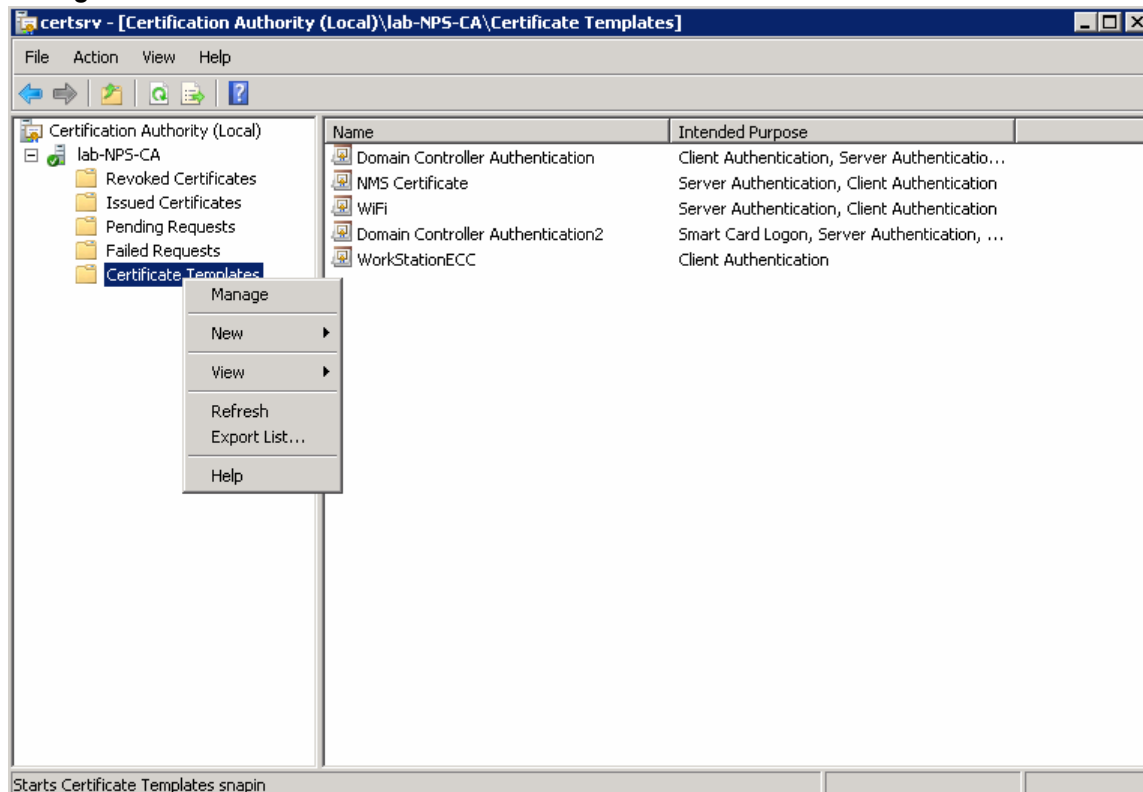 certsrv - [Certification Authority (Local)\lab-NPS-CA\Certificate Templates]
File Action View Help
Certification Authority (Local)
lab-NPS-CA
Revoked Certificates
Issued Certificates
Pending Requests
Failed Requests
Certificate Templates
Manage
New
View
Refresh
Export List...
Help
Name Intended Purpose
Domain Controller Authentication Client Authentication, Server Authenticatio...
NMS Certificate Server Authentication, Client Authentication
WiFi Server Authentication, Client Authentication
Domain Controller Authentication2 Smart Card Logon, Server Authentication, ...
WorkStationECC Client Authentication
Starts Certificate Templates snapin